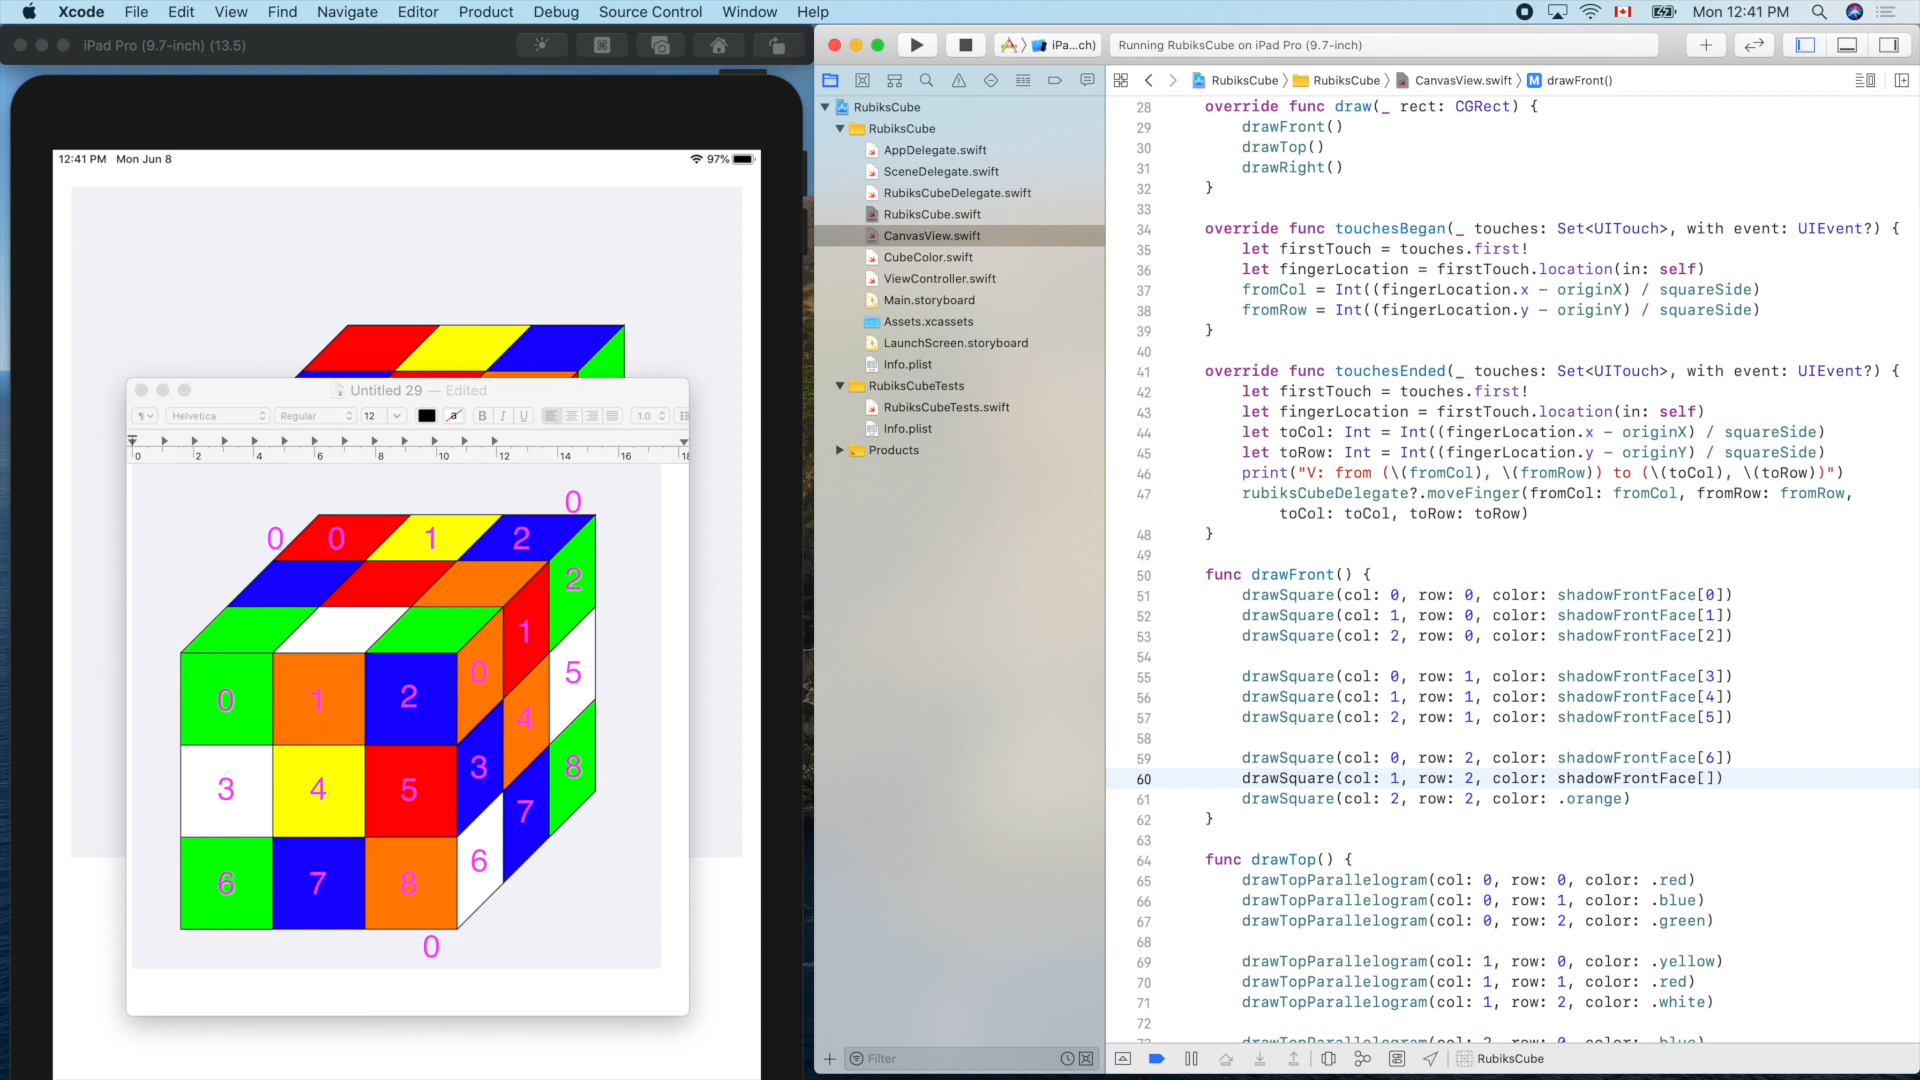 Xcode File Edit View Find Navigate Editor Product Debug Source Control Window Help Mon 12:41 PM
iPad Pro (9.7-inch) (13.5)
12:41 PM Mon Jun 8 97%
Untitled 29 — Edited
Helvetica Regular 12 a B I U 1.0
0 2 4 6 8 10 12 14 16 18
0
0 0 1 2
2
1
0 1 2 0 5
4
3 4 5 3 8
7
6 7 8 6
0
iPa...ch) Running RubiksCube on iPad Pro (9.7-inch)
RubiksCube
RubiksCube
AppDelegate.swift
SceneDelegate.swift
RubiksCubeDelegate.swift
RubiksCube.swift
CanvasView.swift
CubeColor.swift
ViewController.swift
Main.storyboard
Assets.xcassets
LaunchScreen.storyboard
Info.plist
RubiksCubeTests
RubiksCubeTests.swift
Info.plist
Products
Filter
RubiksCube RubiksCube CanvasView.swift M drawFront()
28 override func draw(_ rect: CGRect) {
29 drawFront()
30 drawTop()
31 drawRight()
32 }
33
34 override func touchesBegan(_ touches: Set<UITouch>, with event: UIEvent?) {
35 let firstTouch = touches.first!
36 let fingerLocation = firstTouch.location(in: self)
37 fromCol = Int((fingerLocation.x - originX) / squareSide)
38 fromRow = Int((fingerLocation.y - originY) / squareSide)
39 }
40
41 override func touchesEnded(_ touches: Set<UITouch>, with event: UIEvent?) {
42 let firstTouch = touches.first!
43 let fingerLocation = firstTouch.location(in: self)
44 let toCol: Int = Int((fingerLocation.x - originX) / squareSide)
45 let toRow: Int = Int((fingerLocation.y - originY) / squareSide)
46 print("V: from (\(fromCol), \(fromRow)) to (\(toCol), \(toRow))")
47 rubiksCubeDelegate?.moveFinger(fromCol: fromCol, fromRow: fromRow,
toCol: toCol, toRow: toRow)
48 }
49
50 func drawFront() {
51 drawSquare(col: 0, row: 0, color: shadowFrontFace[0])
52 drawSquare(col: 1, row: 0, color: shadowFrontFace[1])
53 drawSquare(col: 2, row: 0, color: shadowFrontFace[2])
54
55 drawSquare(col: 0, row: 1, color: shadowFrontFace[3])
56 drawSquare(col: 1, row: 1, color: shadowFrontFace[4])
57 drawSquare(col: 2, row: 1, color: shadowFrontFace[5])
58
59 drawSquare(col: 0, row: 2, color: shadowFrontFace[6])
60 drawSquare(col: 1, row: 2, color: shadowFrontFace[])
61 drawSquare(col: 2, row: 2, color: .orange)
62 }
63
64 func drawTop() {
65 drawTopParallelogram(col: 0, row: 0, color: .red)
66 drawTopParallelogram(col: 0, row: 1, color: .blue)
67 drawTopParallelogram(col: 0, row: 2, color: .green)
68
69 drawTopParallelogram(col: 1, row: 0, color: .yellow)
70 drawTopParallelogram(col: 1, row: 1, color: .red)
71 drawTopParallelogram(col: 1, row: 2, color: .white)
72
RubiksCube